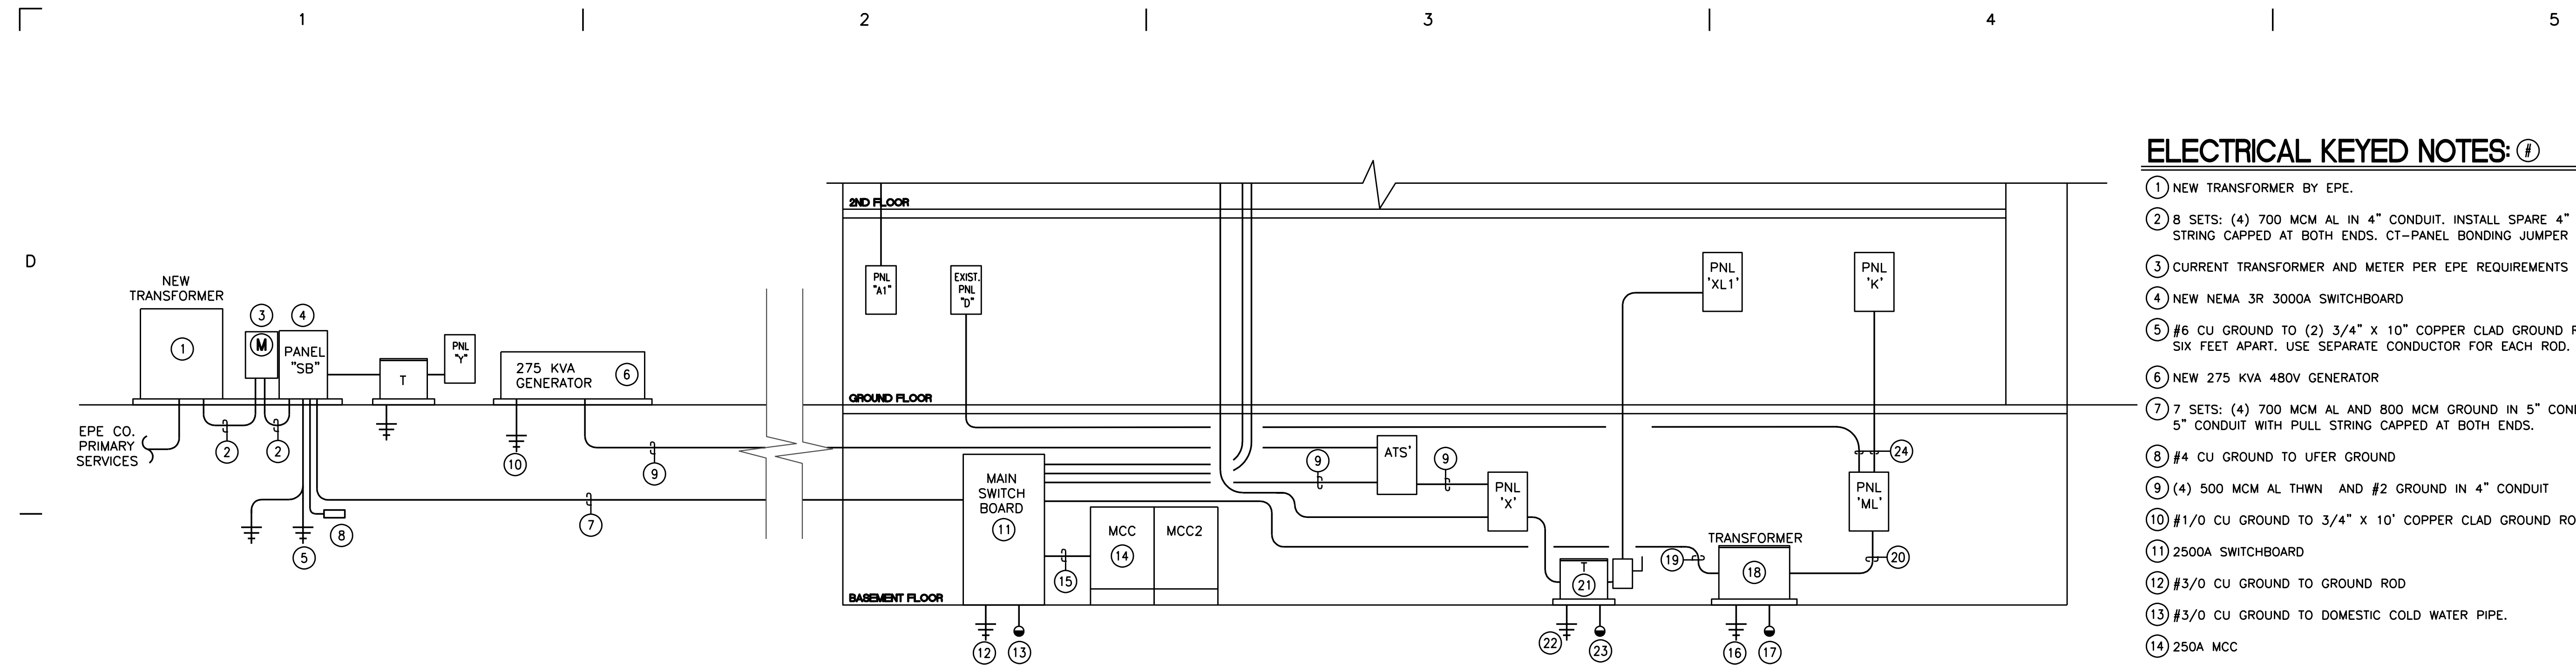 1 2 3 4 5
D
2ND FLOOR
PNL "A1"
EXIST. PNL "D"
PNL 'XL1'
PNL 'K'
NEW
TRANSFORMER
1
3
M
4
PANEL
"SB"
T
PNL
"Y"
275 KVA
GENERATOR
6
GROUND FLOOR
EPE CO.
PRIMARY
SERVICES
2
2
10
9
9
ATS'
9
24
MAIN
SWITCH
BOARD
11
PNL
'X'
PNL
'ML'
7
8
5
MCC
14
MCC2
15
TRANSFORMER
19
18
20
T
21
BASEMENT FLOOR
12
13
22
23
16
17
ELECTRICAL KEYED NOTES: #
1 NEW TRANSFORMER BY EPE.
2 8 SETS: (4) 700 MCM AL IN 4" CONDUIT. INSTALL SPARE 4"
STRING CAPPED AT BOTH ENDS. CT-PANEL BONDING JUMPER
3 CURRENT TRANSFORMER AND METER PER EPE REQUIREMENTS
4 NEW NEMA 3R 3000A SWITCHBOARD
5 #6 CU GROUND TO (2) 3/4" X 10" COPPER CLAD GROUND
SIX FEET APART. USE SEPARATE CONDUCTOR FOR EACH ROD.
6 NEW 275 KVA 480V GENERATOR
7 7 SETS: (4) 700 MCM AL AND 800 MCM GROUND IN 5"
5" CONDUIT WITH PULL STRING CAPPED AT BOTH ENDS.
8 #4 CU GROUND TO UFER GROUND
9 (4) 500 MCM AL THWN AND #2 GROUND IN 4" CONDUIT
10 #1/0 CU GROUND TO 3/4" X 10' COPPER CLAD GROUND
11 2500A SWITCHBOARD
12 #3/0 CU GROUND TO GROUND ROD
13 #3/0 CU GROUND TO DOMESTIC COLD WATER PIPE.
14 250A MCC